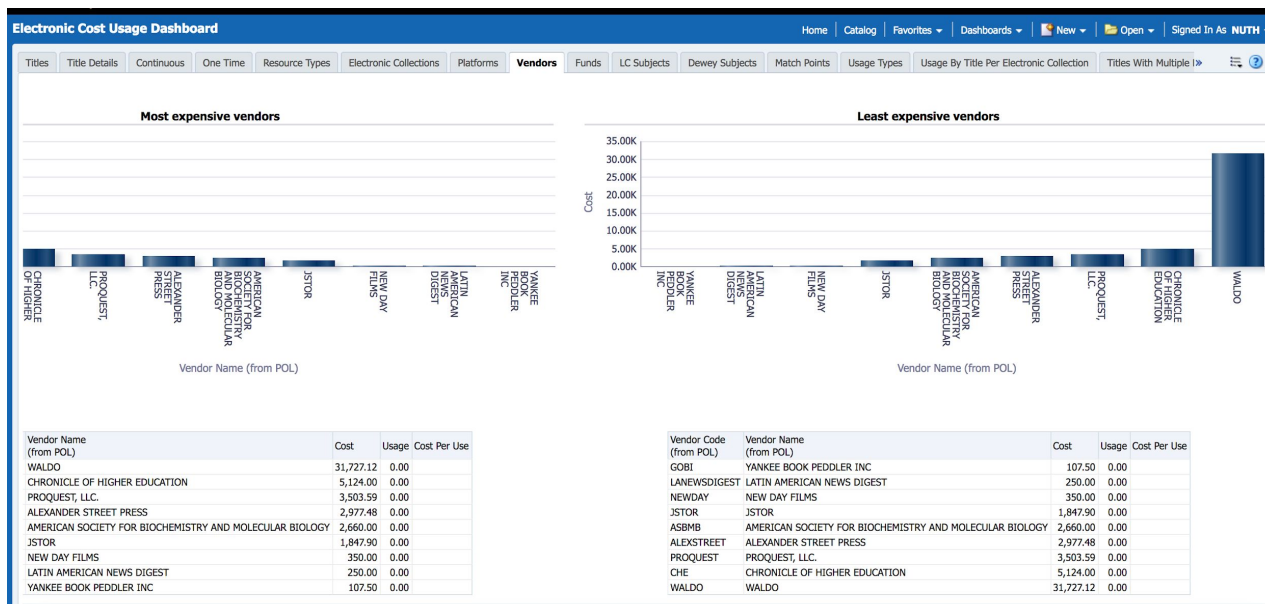 Electronic Cost Usage Dashboard
Home Catalog Favorites Dashboards New Open Signed In As NUTH
Titles Title Details Continuous One Time Resource Types Electronic Collections Platforms Vendors Funds LC Subjects Dewey Subjects Match Points Usage Types Usage By Title Per Electronic Collection Titles With Multiple
Most expensive vendors
CHRONICLE OF HIGHER
PROQUEST, LLC.
ALEXANDER STREET PRESS
AMERICAN SOCIETY FOR BIOCHEMISTRY AND MOLECULAR BIOLOGY
JSTOR
NEW DAY FILMS
LATIN AMERICAN NEWS DIGEST
YANKEE BOOK PEDDLER INC
Vendor Name (from POL)
Least expensive vendors
Cost
35.00K
30.00K
25.00K
20.00K
15.00K
10.00K
5.00K
0.00K
YANKEE BOOK PEDDLER INC
LATIN AMERICAN NEWS DIGEST
NEW DAY FILMS
JSTOR
AMERICAN SOCIETY FOR BIOCHEMISTRY AND MOLECULAR BIOLOGY
ALEXANDER STREET PRESS
PROQUEST, LLC.
CHRONICLE OF HIGHER EDUCATION
WALDO
Vendor Name (from POL)
Vendor Name (from POL) Cost Usage Cost Per Use
WALDO 31,727.12 0.00
CHRONICLE OF HIGHER EDUCATION 5,124.00 0.00
PROQUEST, LLC. 3,503.59 0.00
ALEXANDER STREET PRESS 2,977.48 0.00
AMERICAN SOCIETY FOR BIOCHEMISTRY AND MOLECULAR BIOLOGY 2,660.00 0.00
JSTOR 1,847.90 0.00
NEW DAY FILMS 350.00 0.00
LATIN AMERICAN NEWS DIGEST 250.00 0.00
YANKEE BOOK PEDDLER INC 107.50 0.00
Vendor Code (from POL) Vendor Name (from POL) Cost Usage Cost Per Use
GOBI YANKEE BOOK PEDDLER INC 107.50 0.00
LANEWSDIGEST LATIN AMERICAN NEWS DIGEST 250.00 0.00
NEWDAY NEW DAY FILMS 350.00 0.00
JSTOR JSTOR 1,847.90 0.00
ASBMB AMERICAN SOCIETY FOR BIOCHEMISTRY AND MOLECULAR BIOLOGY 2,660.00 0.00
ALEXSTREET ALEXANDER STREET PRESS 2,977.48 0.00
PROQUEST PROQUEST, LLC. 3,503.59 0.00
CHE CHRONICLE OF HIGHER EDUCATION 5,124.00 0.00
WALDO WALDO 31,727.12 0.00